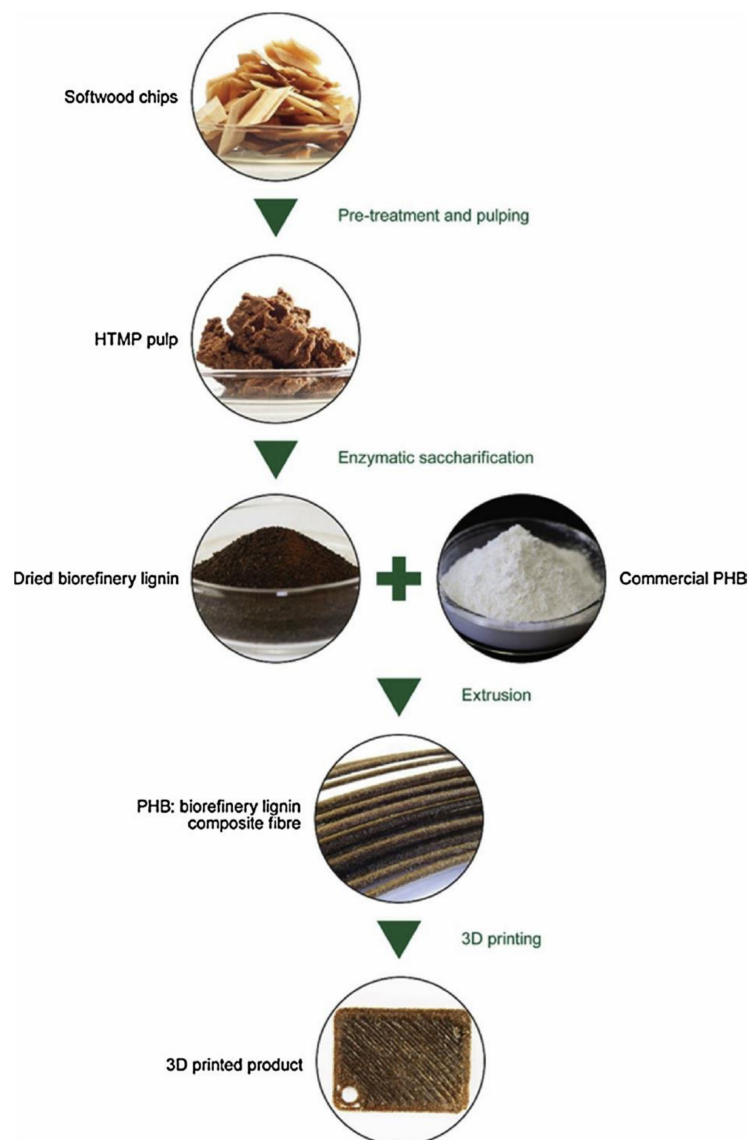 Softwood chips
Pre-treatment and pulping
HTMP pulp
Enzymatic saccharification
Dried biorefinery lignin
Commercial PHB
Extrusion
PHB: biorefinery lignin
composite fibre
3D printing
3D printed product